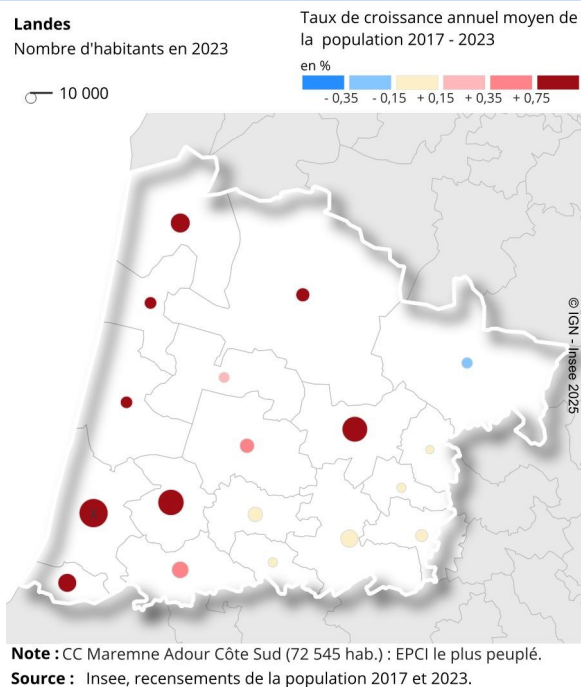 Landes
Nombre d'habitants en 2023
10 000
Taux de croissance annuel moyen de
la population 2017 - 2023
en %
- 0,35 - 0,15 + 0,15 + 0,35 + 0,75
© IGN - Insee 2025
Note : CC Maremne Adour Côte Sud (72 545 hab.) : EPCI le plus peuplé.
Source : Insee, recensements de la population 2017 et 2023.